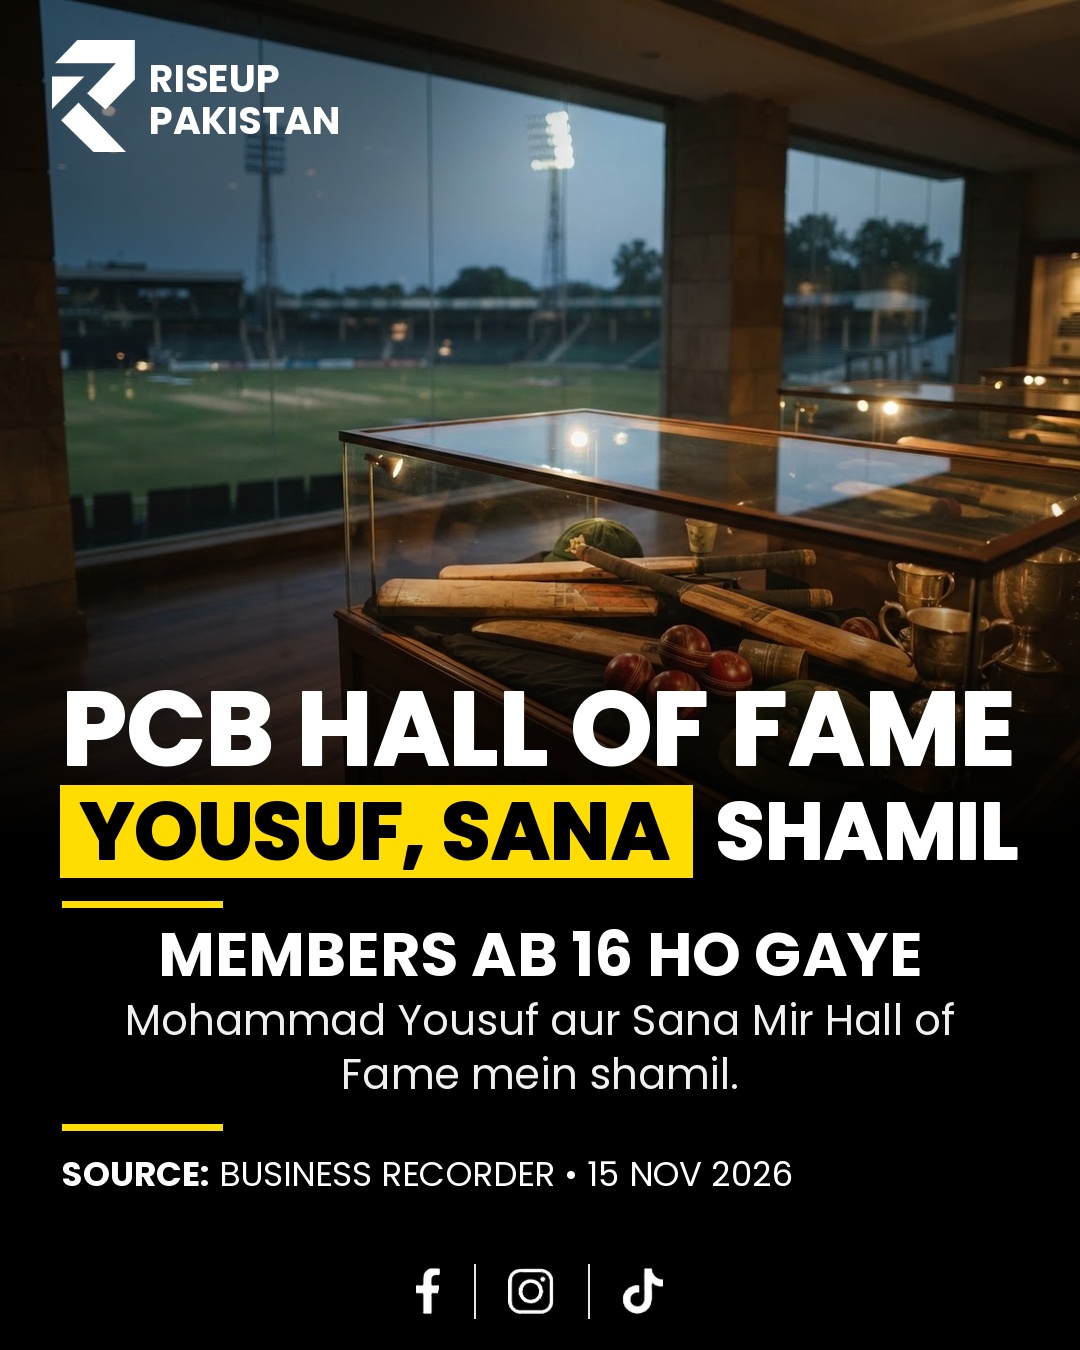 RISEUP
PAKISTAN
PCB HALL OF FAME
YOUSUF, SANA SHAMIL
MEMBERS AB 16 HO GAYE
Mohammad Yousuf aur Sana Mir Hall of
Fame mein shamil.
SOURCE: BUSINESS RECORDER • 15 NOV 2026